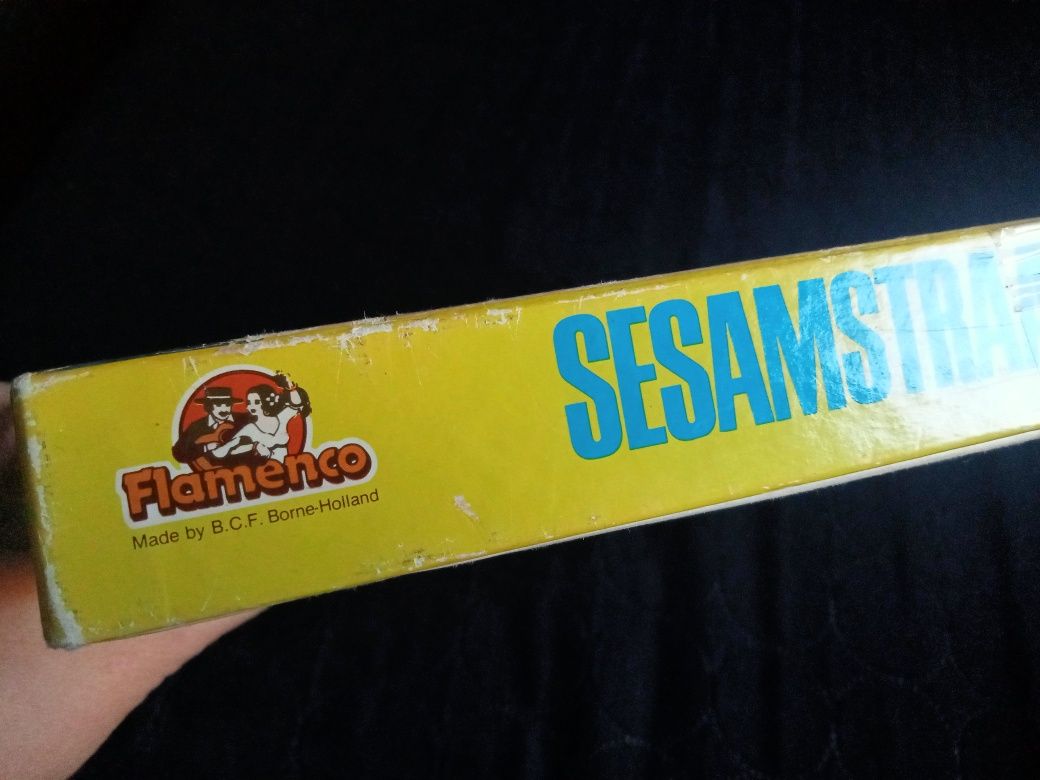 Flamenco
Made by B.C.F. Borne-Holland
SESAMSTRA